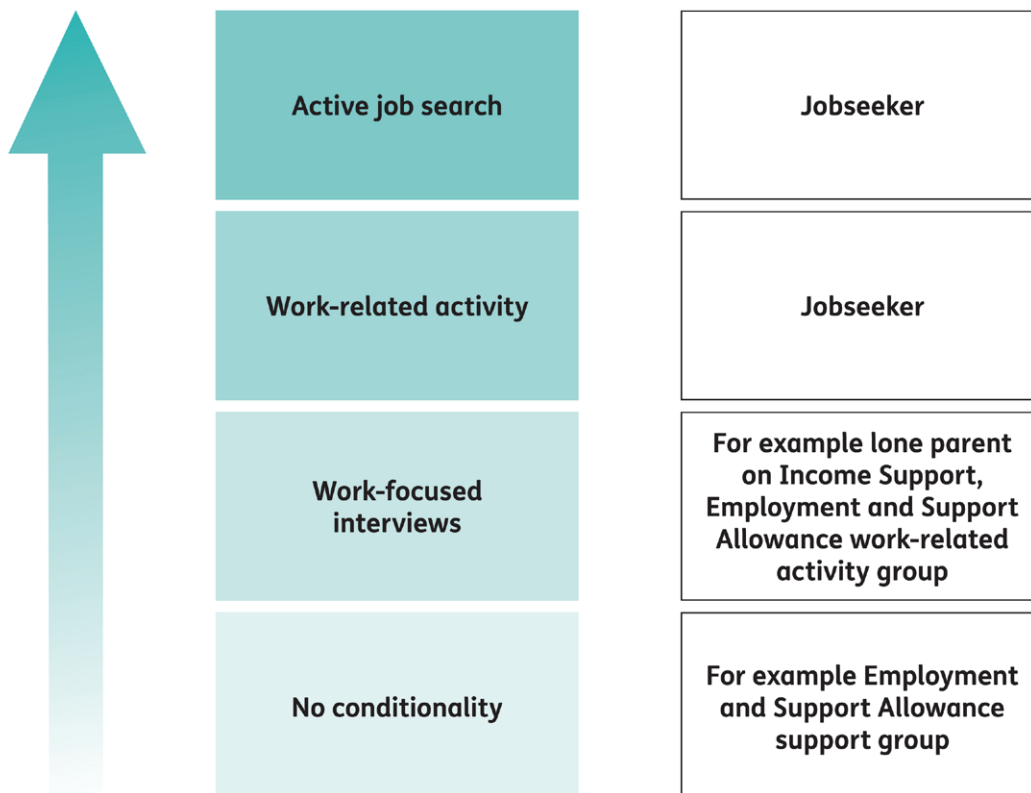 Active job search
Jobseeker
Work-related activity
Jobseeker
Work-focused
interviews
For example lone parent
on Income Support,
Employment and Support
Allowance work-related
activity group
No conditionality
For example Employment
and Support Allowance
support group